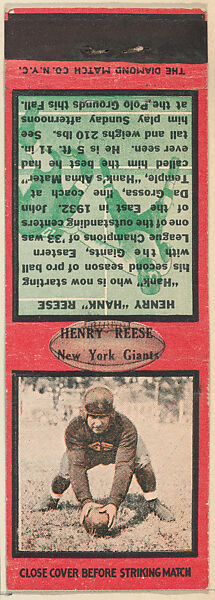 THE DIAMOND MATCH CO. N.Y.C.
HENRY "HANK" REESE
"Hank" who is now starting
his second season of pro ball
with Giants, Eastern
League Champions of '33 was
one of the outstanding centers
of the East in 1932. John
Da Grossa, line coach at
Temple, "Hank's" Alma Mater
called him the best he had
ever seen. He is 5 ft. 11 in.
tall and weighs 210 lbs. See
him play Sunday afternoons
at the Polo Grounds this Fall.
HENRY REESE
New York Giants
CLOSE COVER BEFORE STRIKING MATCH